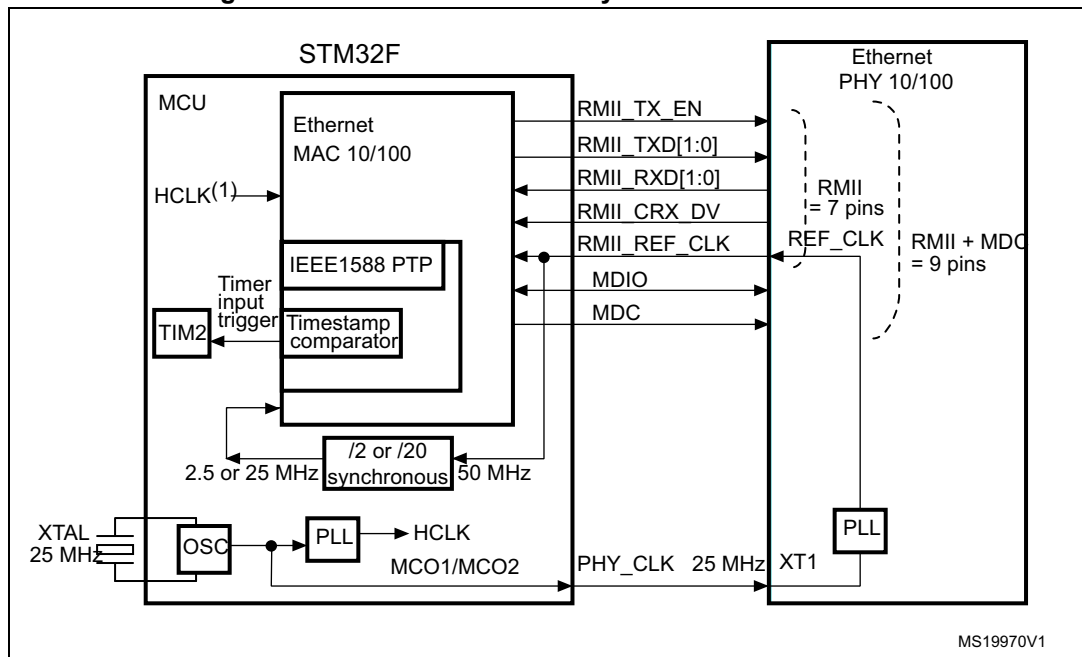 STM32F
MCU
Ethernet
MAC 10/100
HCLK(1)
IEEE1588 PTP
Timer
input
trigger
TIM2
Timestamp
comparator
/2 or /20
synchronous
2.5 or 25 MHz
50 MHz
XTAL
25 MHz
OSC
PLL
HCLK
MCO1/MCO2
RMII_TX_EN
RMII_TXD[1:0]
RMII_RXD[1:0]
RMII_CRX_DV
RMII_REF_CLK
MDIO
MDC
PHY_CLK 25 MHz
Ethernet
PHY 10/100
RMII
= 7 pins
REF_CLK
RMII + MDC
= 9 pins
PLL
XT1
MS19970V1